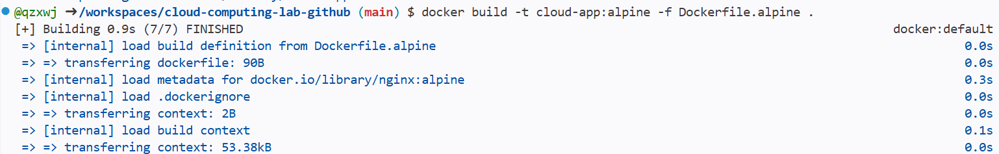 @qzxwj ➜/workspaces/cloud-computing-lab-github (main) $ docker build -t cloud-app:alpine -f Dockerfile.alpine .
[+] Building 0.9s (7/7) FINISHED docker:default
=> [internal] load build definition from Dockerfile.alpine 0.0s
=> => transferring dockerfile: 90B 0.0s
=> [internal] load metadata for docker.io/library/nginx:alpine 0.3s
=> [internal] load .dockerignore 0.0s
=> => transferring context: 2B 0.0s
=> [internal] load build context 0.1s
=> => transferring context: 53.38kB 0.0s